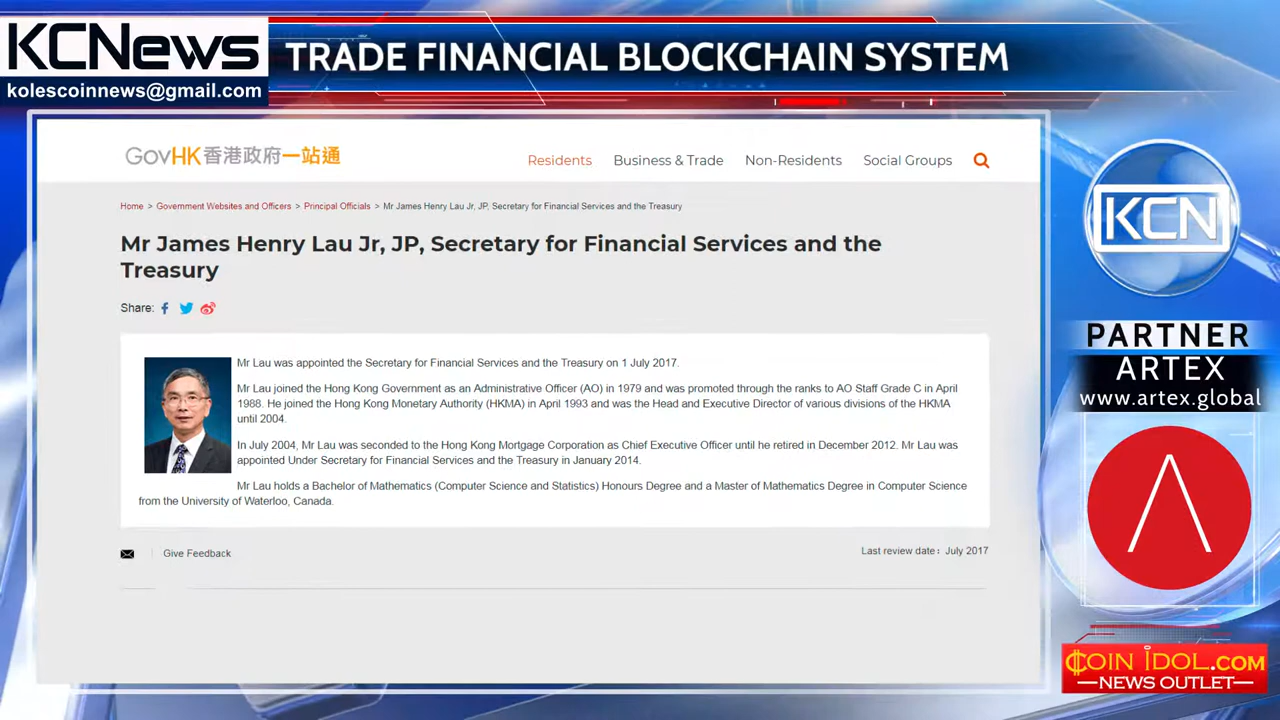 KCNews
kolescoinnews@gmail.com
TRADE FINANCIAL BLOCKCHAIN SYSTEM
GovHK香港政府一站通
Residents Business & Trade Non-Residents Social Groups
Home > Government Websites and Officers > Principal Officials > Mr James Henry Lau Jr, JP, Secretary for Financial Services and the Treasury
Mr James Henry Lau Jr, JP, Secretary for Financial Services and the
Treasury
Share:
Mr Lau was appointed the Secretary for Financial Services and the Treasury on 1 July 2017.
Mr Lau joined the Hong Kong Government as an Administrative Officer (AO) in 1979 and was promoted through the ranks to AO Staff Grade C in April
1988. He joined the Hong Kong Monetary Authority (HKMA) in April 1993 and was the Head and Executive Director of various divisions of the HKMA
until 2004.
In July 2004, Mr Lau was seconded to the Hong Kong Mortgage Corporation as Chief Executive Officer until he retired in December 2012. Mr Lau was
appointed Under Secretary for Financial Services and the Treasury in January 2014.
Mr Lau holds a Bachelor of Mathematics (Computer Science and Statistics) Honours Degree and a Master of Mathematics Degree in Computer Science
from the University of Waterloo, Canada.
Give Feedback
Last review date： July 2017
KCN
PARTNER
ARTEX
www.artex.global
COIN IDOL.COM
—NEWS OUTLET—